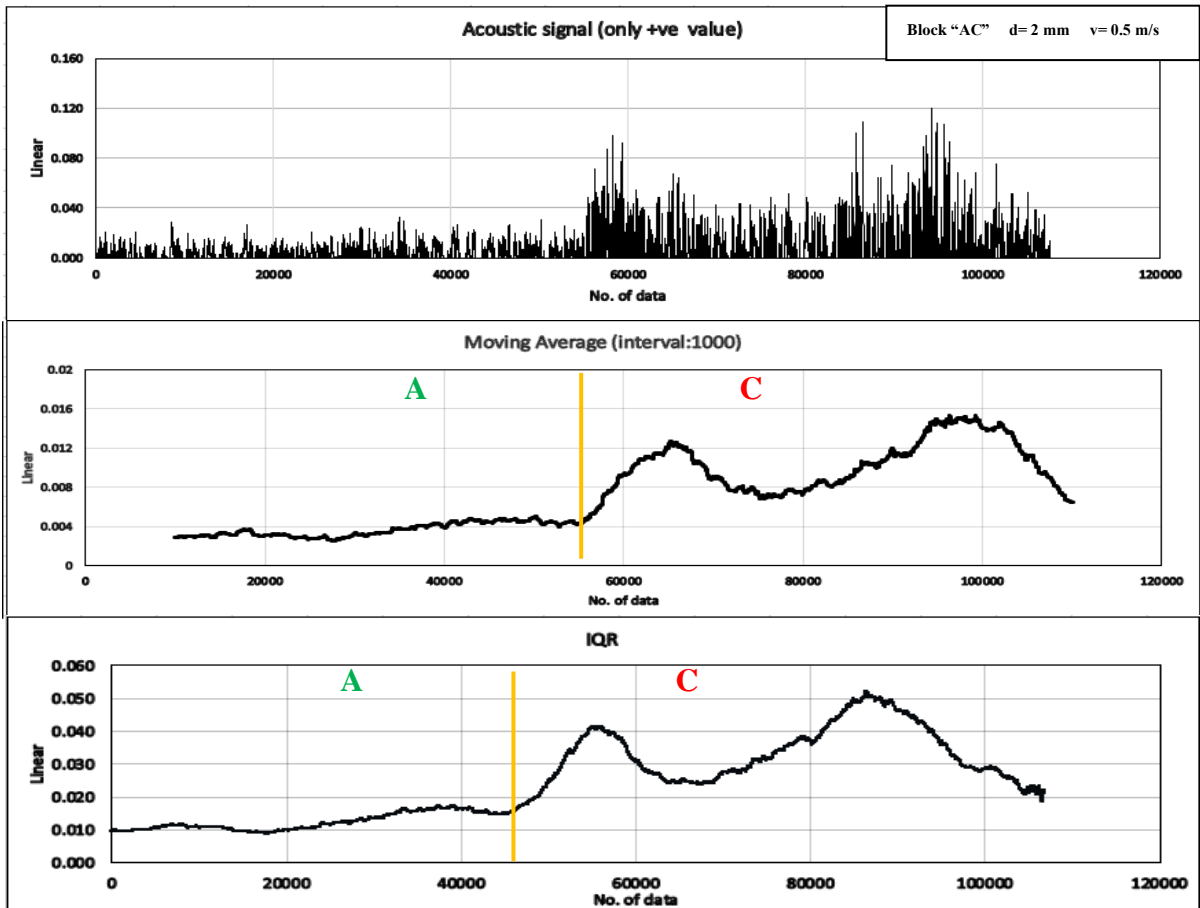 Acoustic signal (only +ve value)
Block “AC” d= 2 mm v= 0.5 m/s
0.160
0.120
0.080
0.040
0.000
Linear
0 20000 40000 60000 80000 100000 120000
No. of data
Moving Average (interval:1000)
A C
0.02
0.016
0.012
0.008
0.004
0
Linear
0 20000 40000 60000 80000 100000 120000
No. of data
IQR
A C
0.060
0.050
0.040
0.030
0.020
0.010
0.000
Linear
0 20000 40000 60000 80000 100000 120000
No. of data